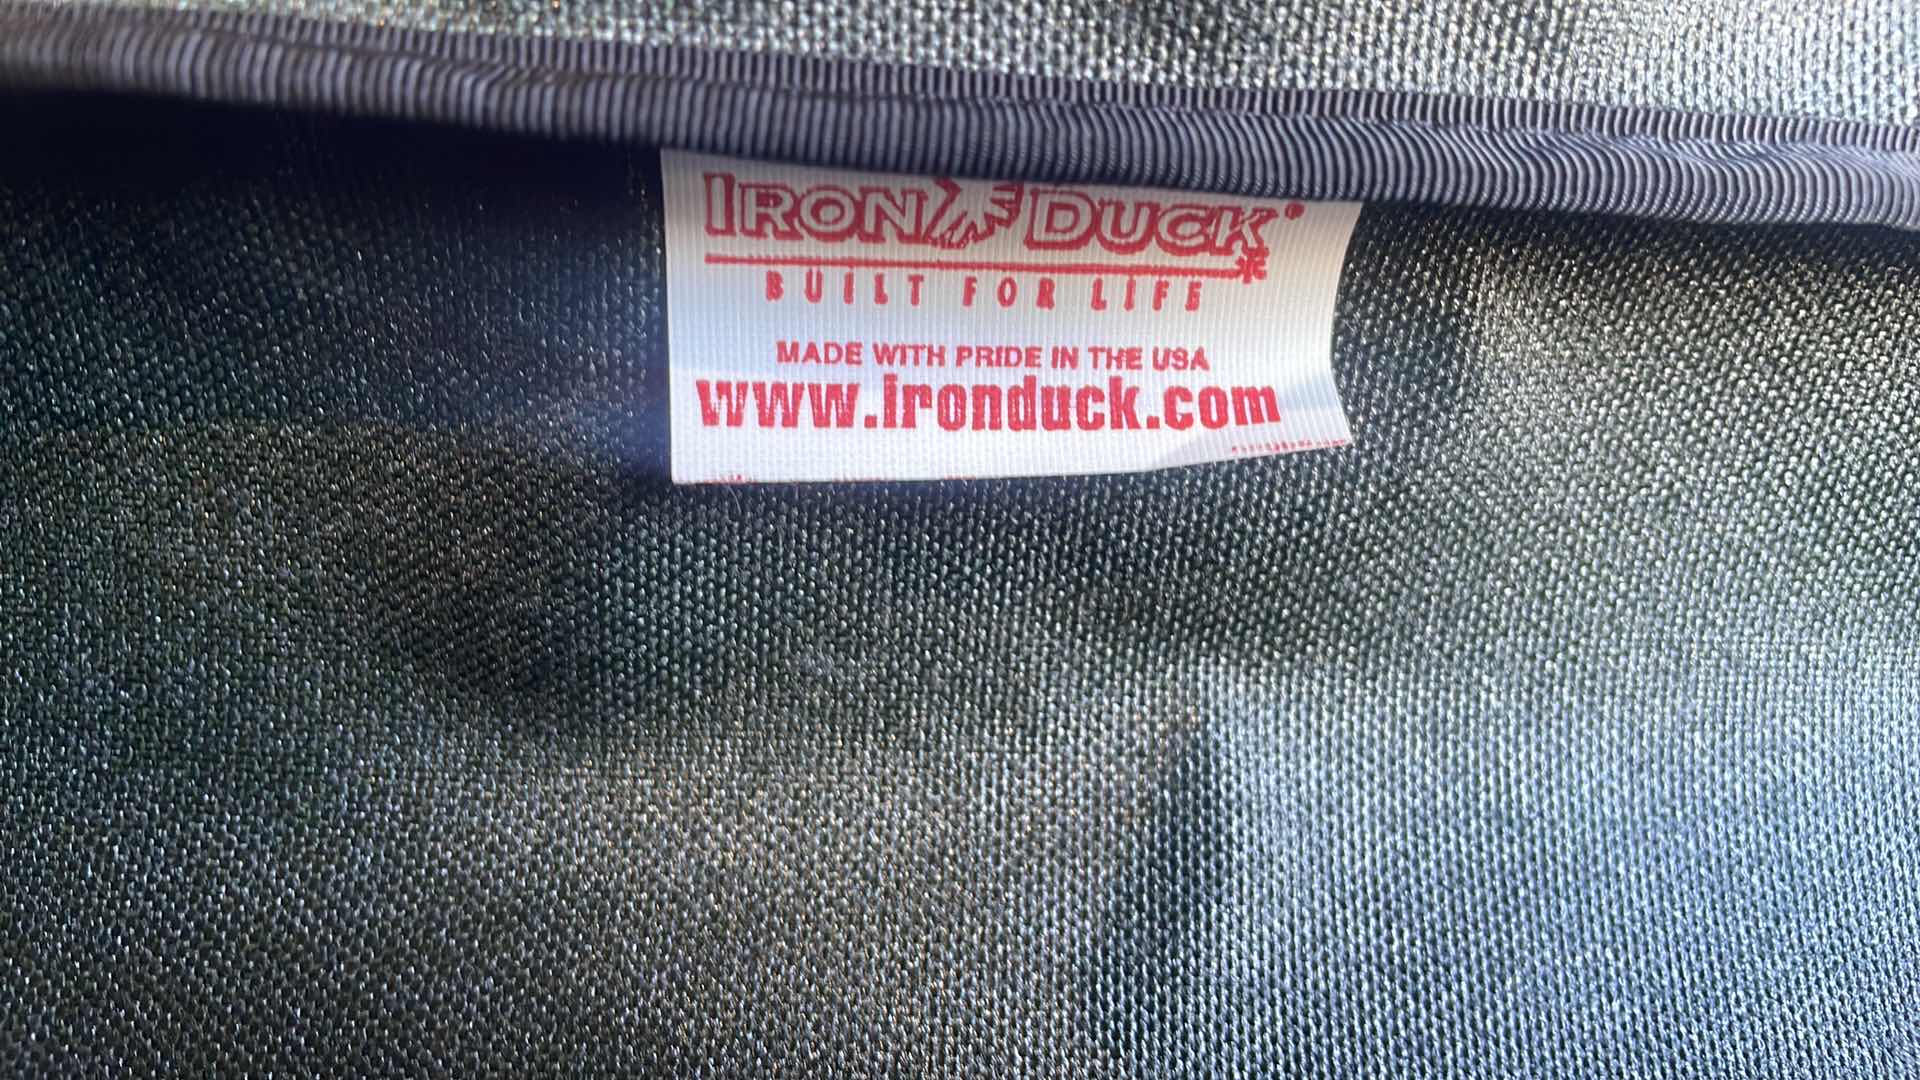 IRON DUCK®
BUILT FOR LIFE
MADE WITH PRIDE IN THE USA
www.ironduck.com